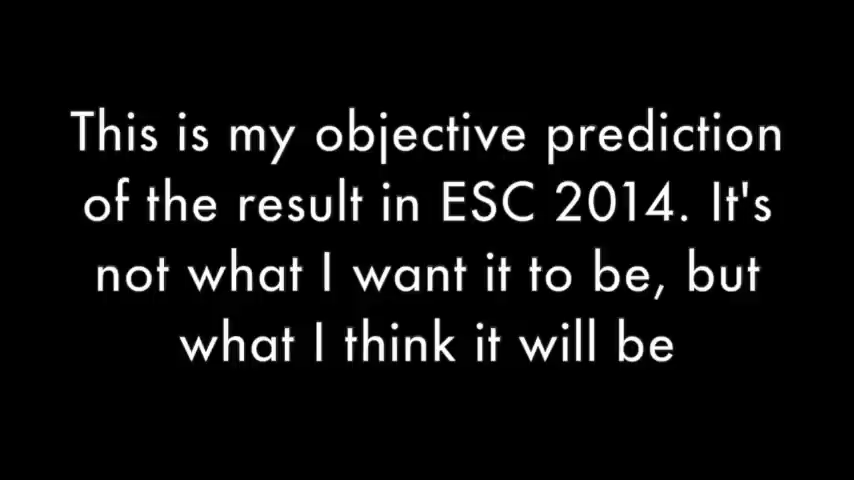 This is my objective prediction
of the result in ESC 2014. It's
not what I want it to be, but
what I think it will be